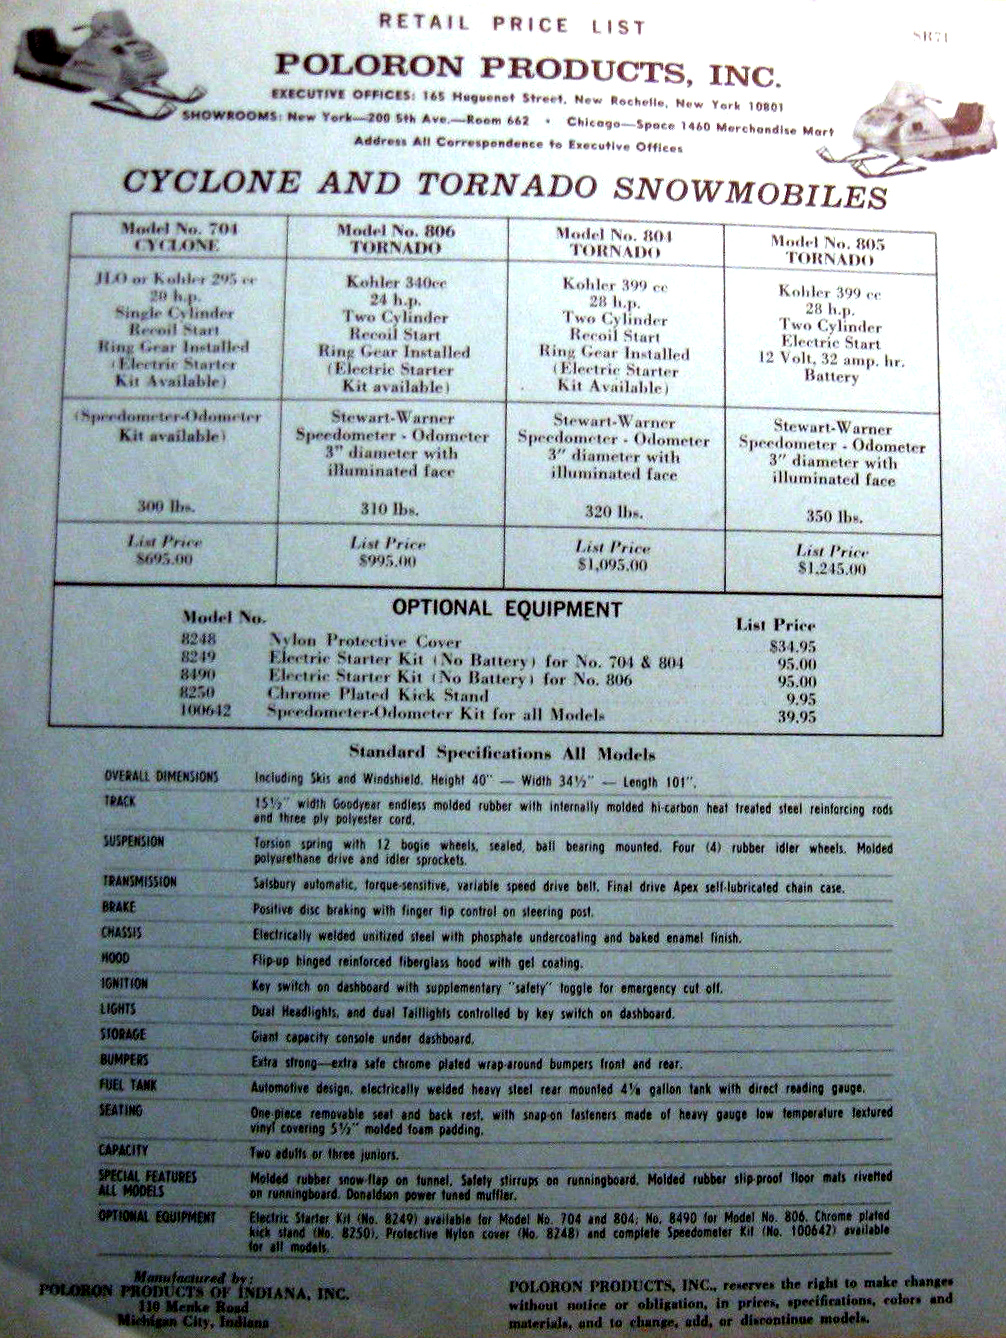 RETAIL PRICE LIST
SR71
POLORON PRODUCTS, INC.
EXECUTIVE OFFICES: 165 Huguenot Street, New Rochelle, New York 10801
SHOWROOMS: New York—200 5th Ave.—Room 662 • Chicago—Space 1460 Merchandise Mart
Address All Correspondence to Executive Offices
CYCLONE AND TORNADO SNOWMOBILES
Model No. 704
CYCLONE
JLO or Kohler 295 cc
20 h.p.
Single Cylinder
Recoil Start
Ring Gear Installed
(Electric Starter
Kit Available)
(Speedometer-Odometer
Kit available)
300 lbs.
List Price
$695.00
Model No. 806
TORNADO
Kohler 340cc
24 h.p.
Two Cylinder
Recoil Start
Ring Gear Installed
(Electric Starter
Kit available)
Stewart-Warner
Speedometer - Odometer
3" diameter with
illuminated face
310 lbs.
List Price
$995.00
Model No. 804
TORNADO
Kohler 399 cc
28 h.p.
Two Cylinder
Recoil Start
Ring Gear Installed
(Electric Starter
Kit Available)
Stewart-Warner
Speedometer - Odometer
3" diameter with
illuminated face
320 lbs.
List Price
$1,095.00
Model No. 805
TORNADO
Kohler 399 cc
28 h.p.
Two Cylinder
Electric Start
12 Volt, 32 amp. hr.
Battery
Stewart-Warner
Speedometer - Odometer
3" diameter with
illuminated face
350 lbs.
List Price
$1,245.00
OPTIONAL EQUIPMENT
Model No. List Price
8248 Nylon Protective Cover $34.95
8249 Electric Starter Kit (No Battery) for No. 704 & 804 95.00
8490 Electric Starter Kit (No Battery) for No. 806 95.00
8250 Chrome Plated Kick Stand 9.95
100642 Speedometer-Odometer Kit for all Models 39.95
Standard Specifications All Models
OVERALL DIMENSIONS Including Skis and Windshield. Height 40" — Width 34½" — Length 101".
TRACK 15½" width Goodyear endless molded rubber with internally molded hi-carbon heat treated steel reinforcing rods
and three ply polyester cord.
SUSPENSION Torsion spring with 12 bogie wheels, sealed, ball bearing mounted. Four (4) rubber idler wheels. Molded
polyurethane drive and idler sprockets.
TRANSMISSION Salsbury automatic, torque-sensitive, variable speed drive belt. Final drive Apex self-lubricated chain case.
BRAKE Positive disc braking with finger tip control on steering post.
CHASSIS Electrically welded unitized steel with phosphate undercoating and baked enamel finish.
HOOD Flip-up hinged reinforced fiberglass hood with gel coating.
IGNITION Key switch on dashboard with supplementary "safety" toggle for emergency cut off.
LIGHTS Dual Headlights, and dual Taillights controlled by key switch on dashboard.
STORAGE Giant capacity console under dashboard.
BUMPERS Extra strong—extra safe chrome plated wrap-around bumpers front and rear.
FUEL TANK Automotive design, electrically welded heavy steel rear mounted 4⅛ gallon tank with direct reading gauge.
SEATING One-piece removable seat and back rest, with snap-on fasteners made of heavy gauge low temperature textured
vinyl covering 5½" molded foam padding.
CAPACITY Two adults or three juniors.
SPECIAL FEATURES Molded rubber snow-flap on tunnel. Safety stirrups on runningboard. Molded rubber slip-proof floor mats rivetted
ALL MODELS on runningboard. Donaldson power tuned muffler.
OPTIONAL EQUIPMENT Electric Starter Kit (No. 8249) available for Model No. 704 and 804; No. 8490 for Model No. 806. Chrome plated
kick stand (No. 8250). Protective Nylon cover (No. 8248) and complete Speedometer Kit (No. 100642) available
for all models.
Manufactured by:
POLORON PRODUCTS OF INDIANA, INC.
110 Menke Road
Michigan City, Indiana
POLORON PRODUCTS, INC., reserves the right to make changes
without notice or obligation, in prices, specifications, colors and
materials, and to change, add, or discontinue models.